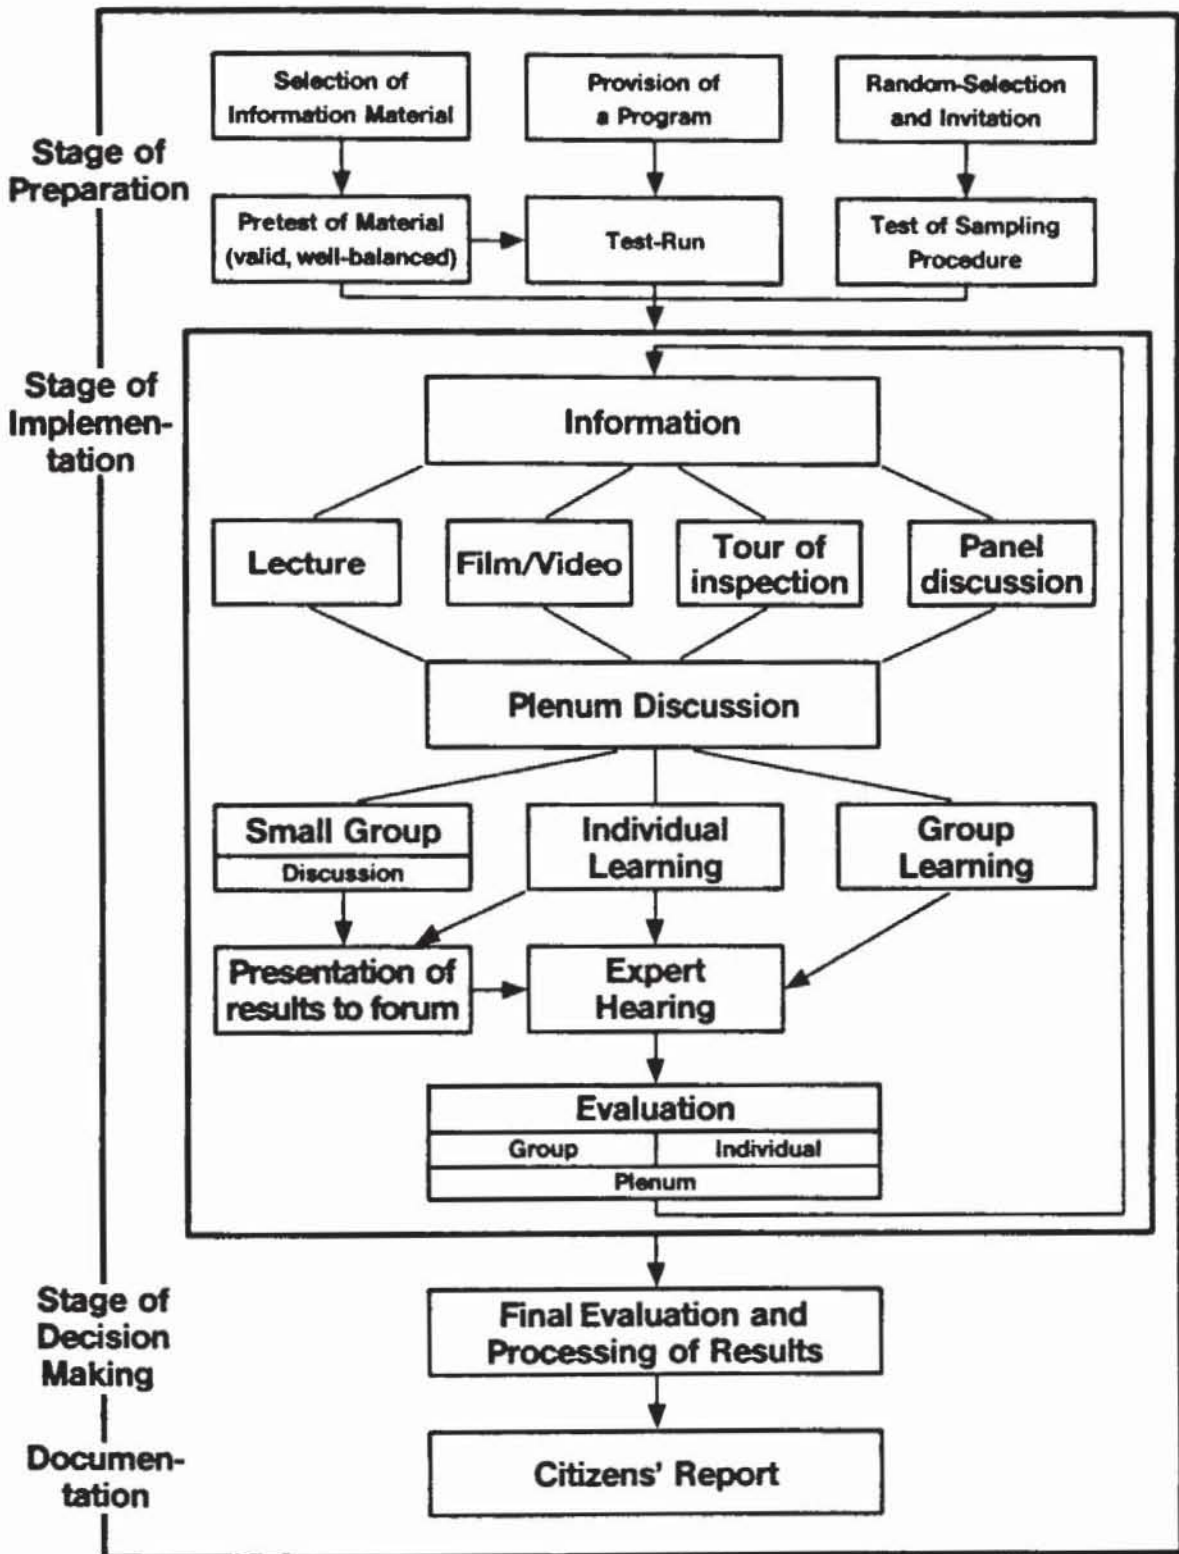 Stage of
Preparation
Selection of
Information Material
Provision of
a Program
Random-Selection
and Invitation
Pretest of Material
(valid, well-balanced)
Test-Run
Test of Sampling
Procedure
Stage of
Implemen-
tation
Information
Lecture
Film/Video
Tour of
inspection
Panel
discussion
Plenum Discussion
Small Group
Discussion
Individual
Learning
Group
Learning
Presentation of
results to forum
Expert
Hearing
Evaluation
Group
Individual
Plenum
Stage of
Decision
Making
Final Evaluation and
Processing of Results
Documen-
tation
Citizens' Report